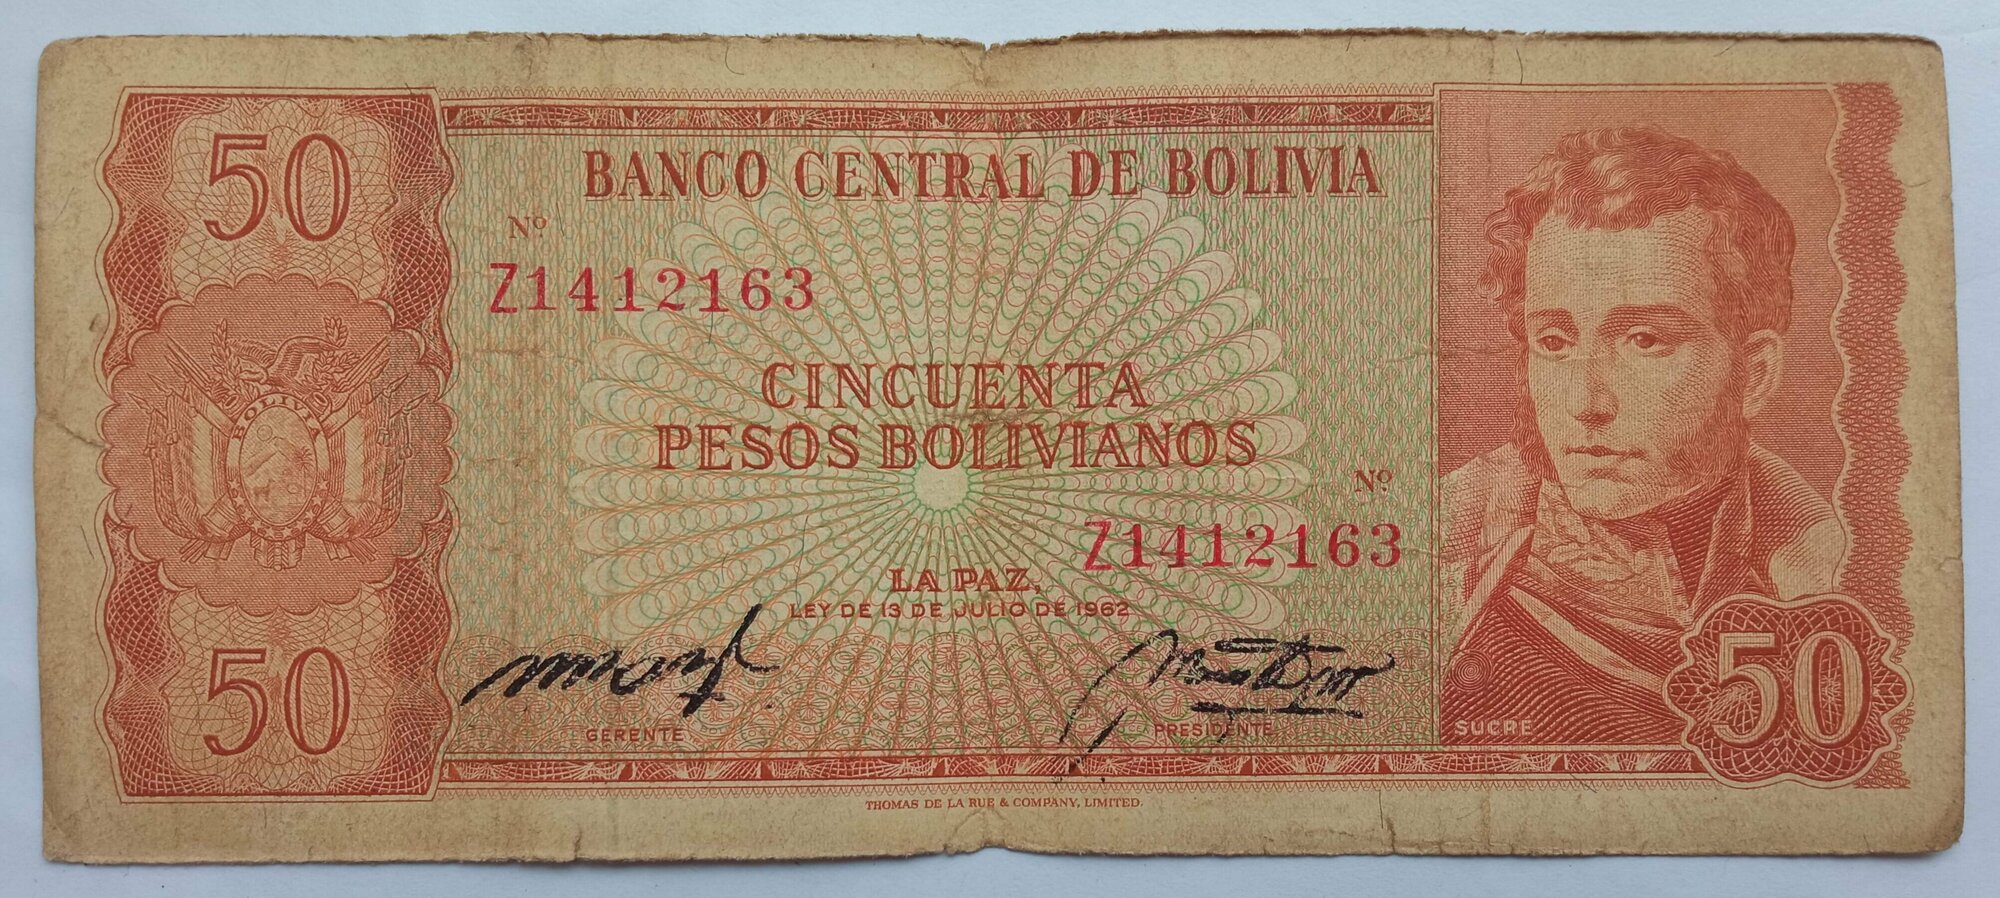 50
BANCO CENTRAL DE BOLIVIA
Nº
Z1412163
CINCUENTA
PESOS BOLIVIANOS
BOLIVIA
Nº
Z1412163
LA PAZ,
LEY DE 13 DE JULIO DE 1962
50
GERENTE
PRESIDENTE
SUCRE
50
THOMAS DE LA RUE & COMPANY, LIMITED.